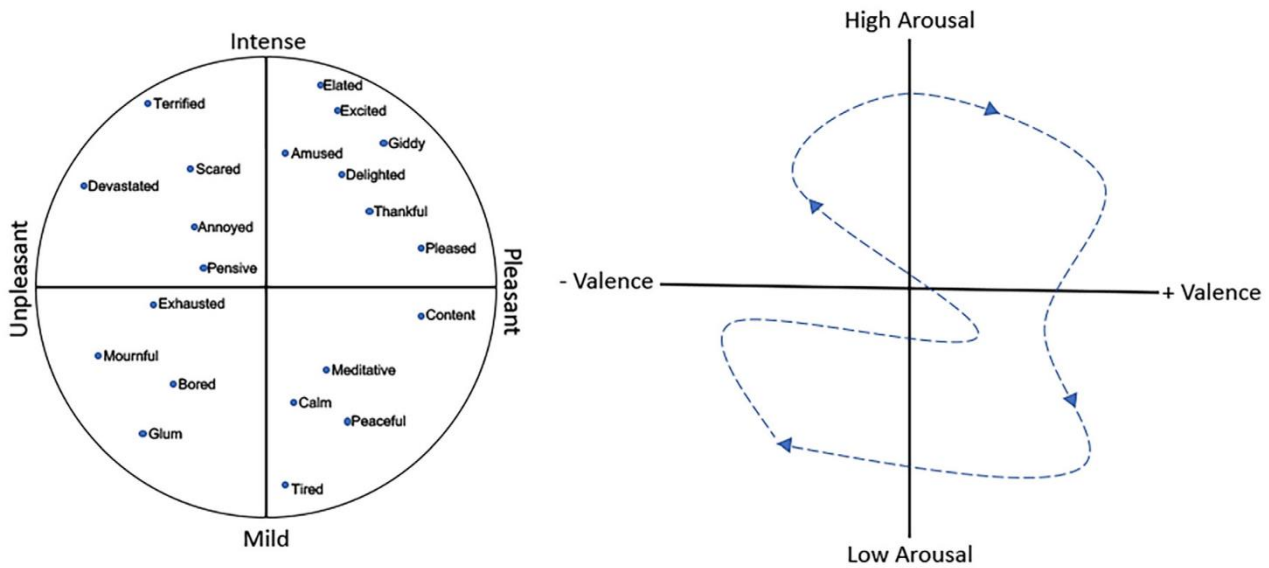 Intense
Elated
Terrified
Excited
Giddy
Amused
Scared
Delighted
Devastated
Thankful
Annoyed
Pleased
Pensive
Unpleasant
Pleasant
Exhausted
Content
Mournful
Meditative
Bored
Calm
Peaceful
Glum
Tired
Mild
High Arousal
- Valence
+ Valence
Low Arousal